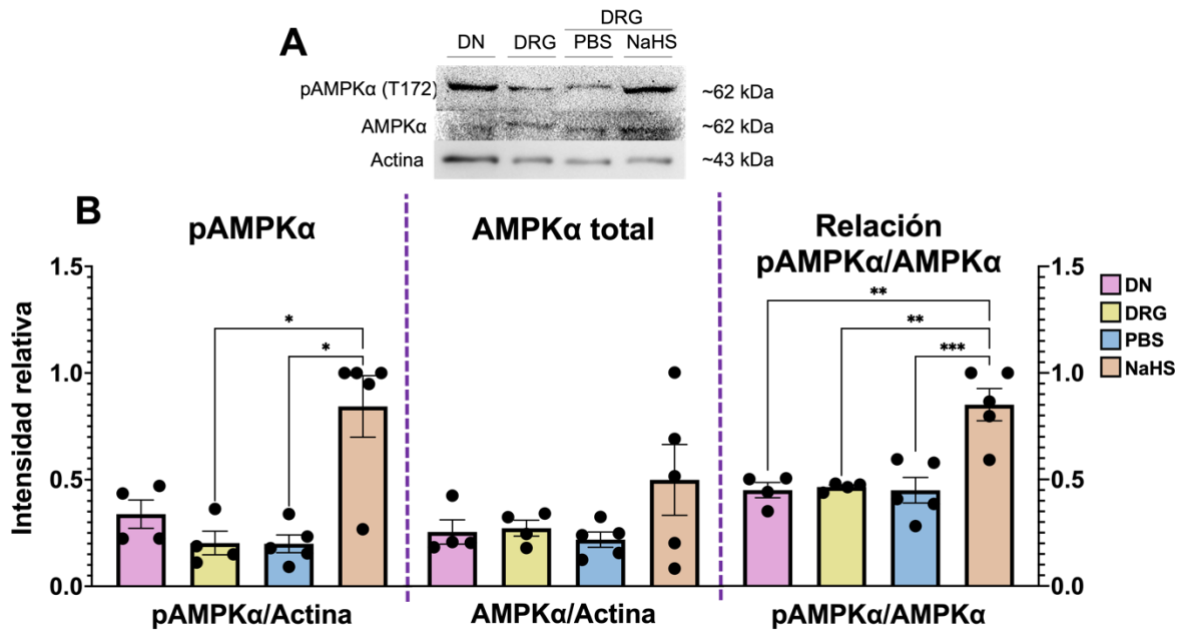 A
DRG
DN DRG PBS NaHS
pAMPKα (T172) ~62 kDa
AMPKα ~62 kDa
Actina ~43 kDa
B
pAMPKα
AMPKα total
Relación
pAMPKα/AMPKα
Intensidad relativa
1.5
1.0
0.5
0.0
* *
** ** ***
1.5
1.0
0.5
0.0
DN
DRG
PBS
NaHS
pAMPKα/Actina AMPKα/Actina pAMPKα/AMPKα